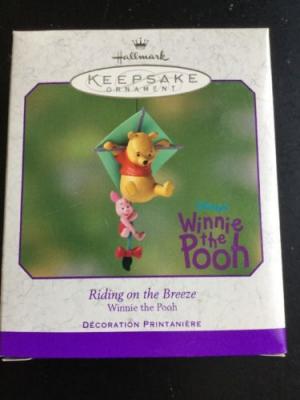 Hallmark
KEEPSAKE
ORNAMENT
Disney's
Winnie
the
Pooh
Riding on the Breeze
Winnie the Pooh
DÉCORATION PRINTANIÈRE